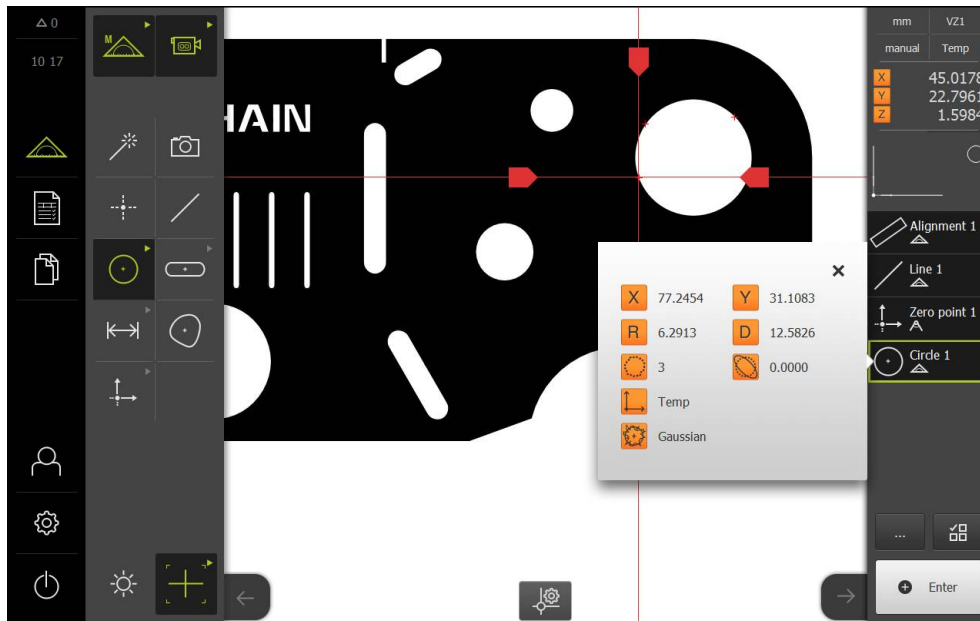 0
10 17
M
HAIN
mm VZ1
manual Temp
X 45.0178
Y 22.7961
Z 1.5984
Alignment 1
Line 1
Zero point 1
Circle 1
X 77.2454 Y 31.1083
R 6.2913 D 12.5826
3 0.0000
Temp
Gaussian
...
Enter